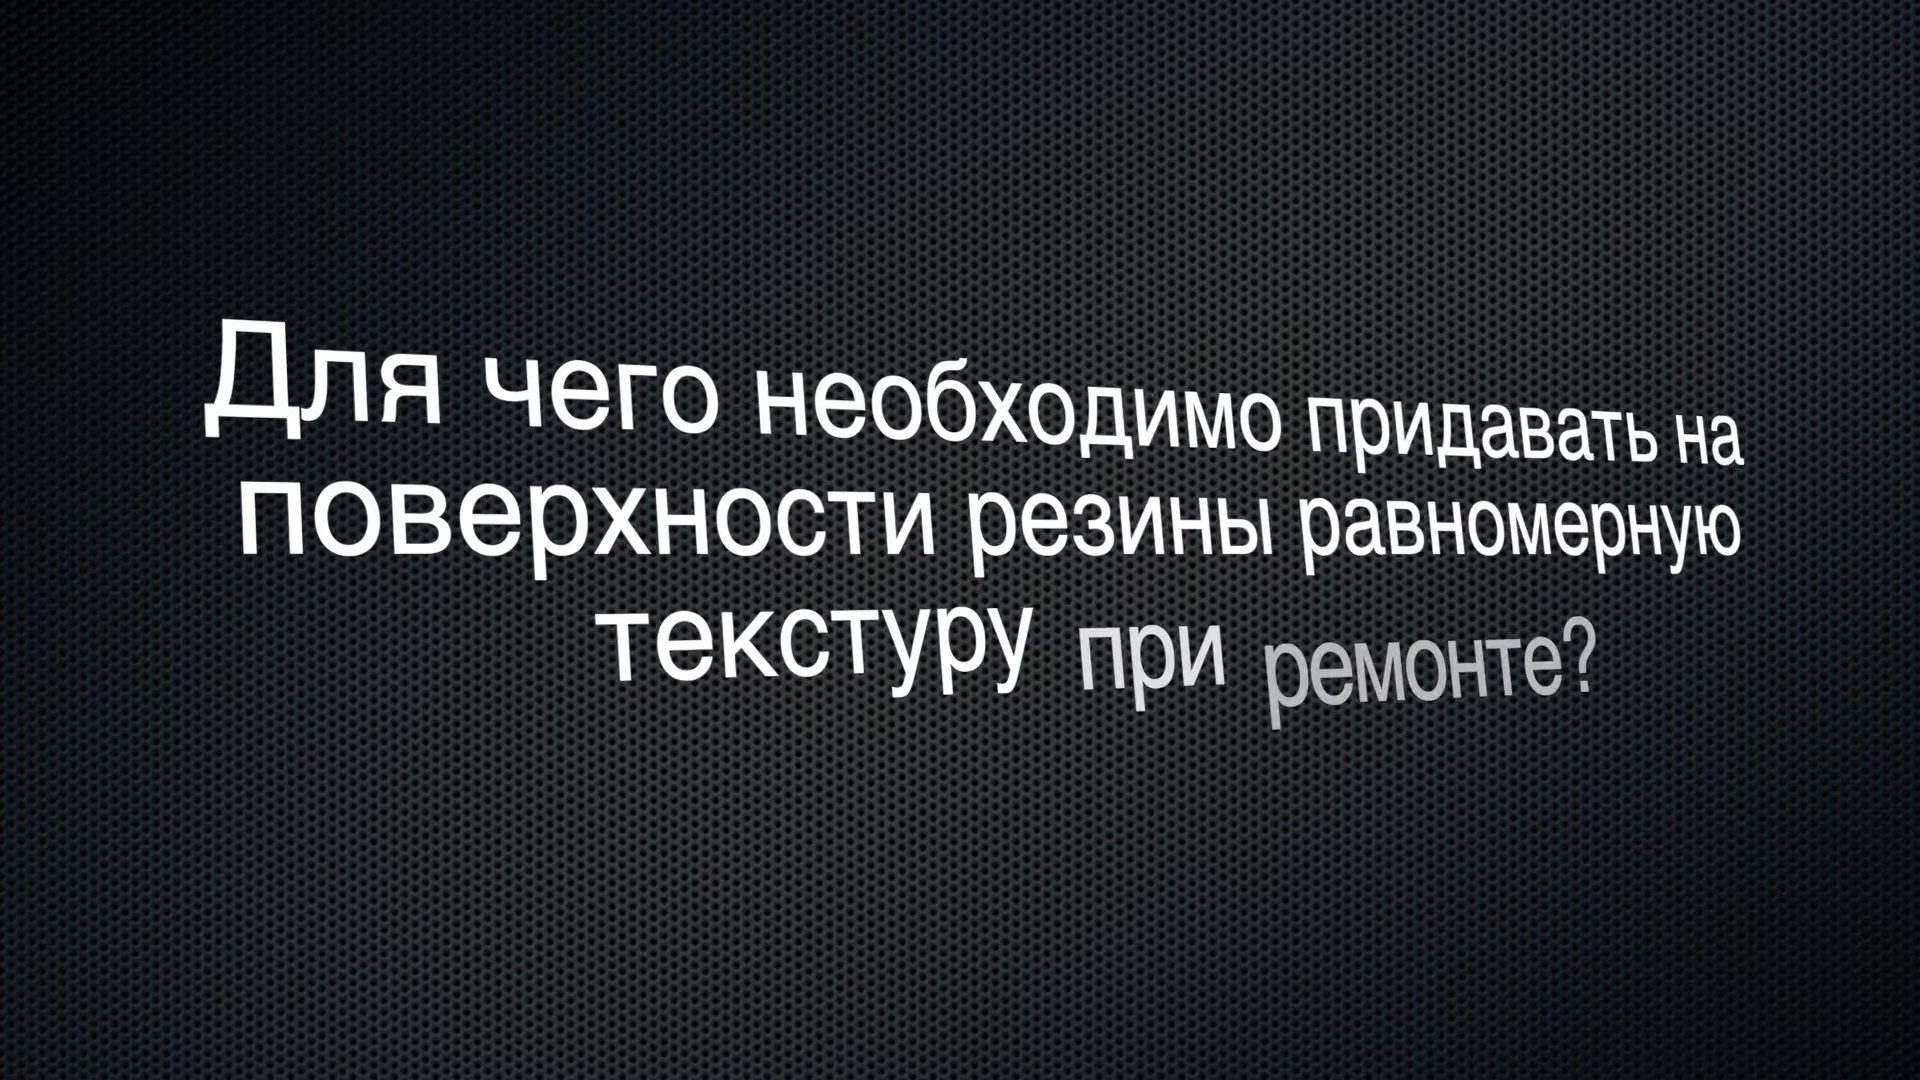 Для чего необходимо придавать на
поверхности резины равномерную
текстуру при ремонте?